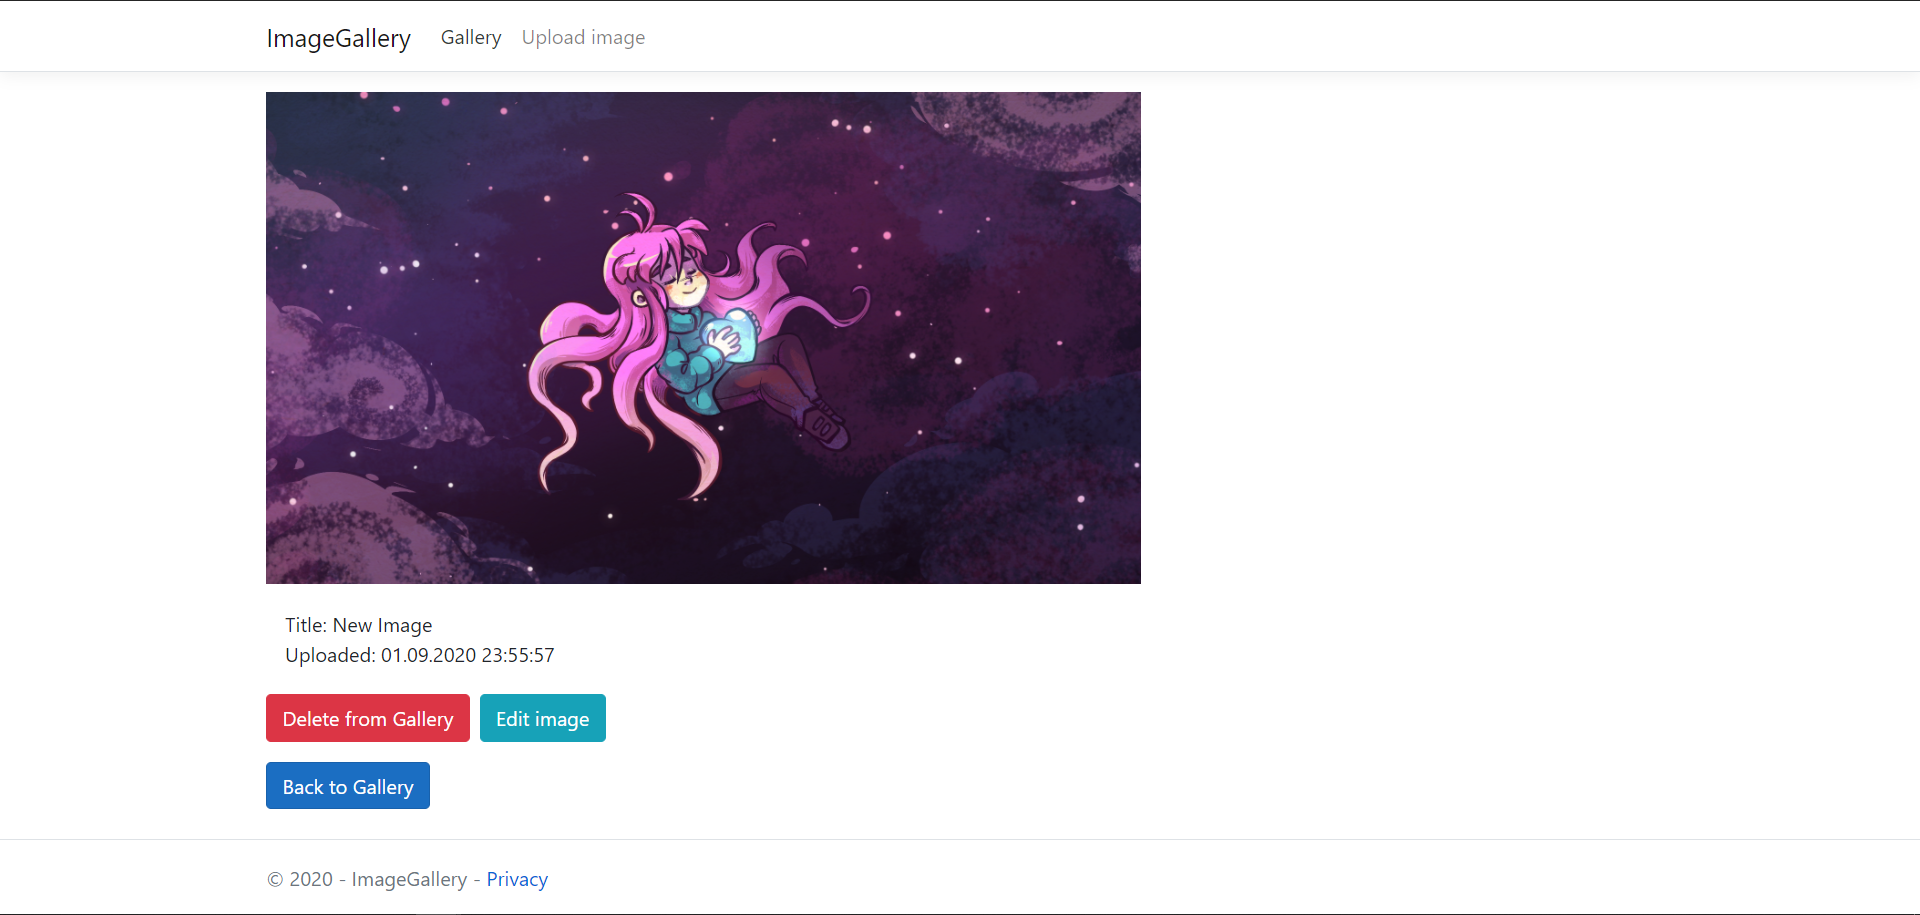 ImageGallery Gallery Upload image
Title: New Image
Uploaded: 01.09.2020 23:55:57
Delete from Gallery Edit image
Back to Gallery
© 2020 - ImageGallery - Privacy